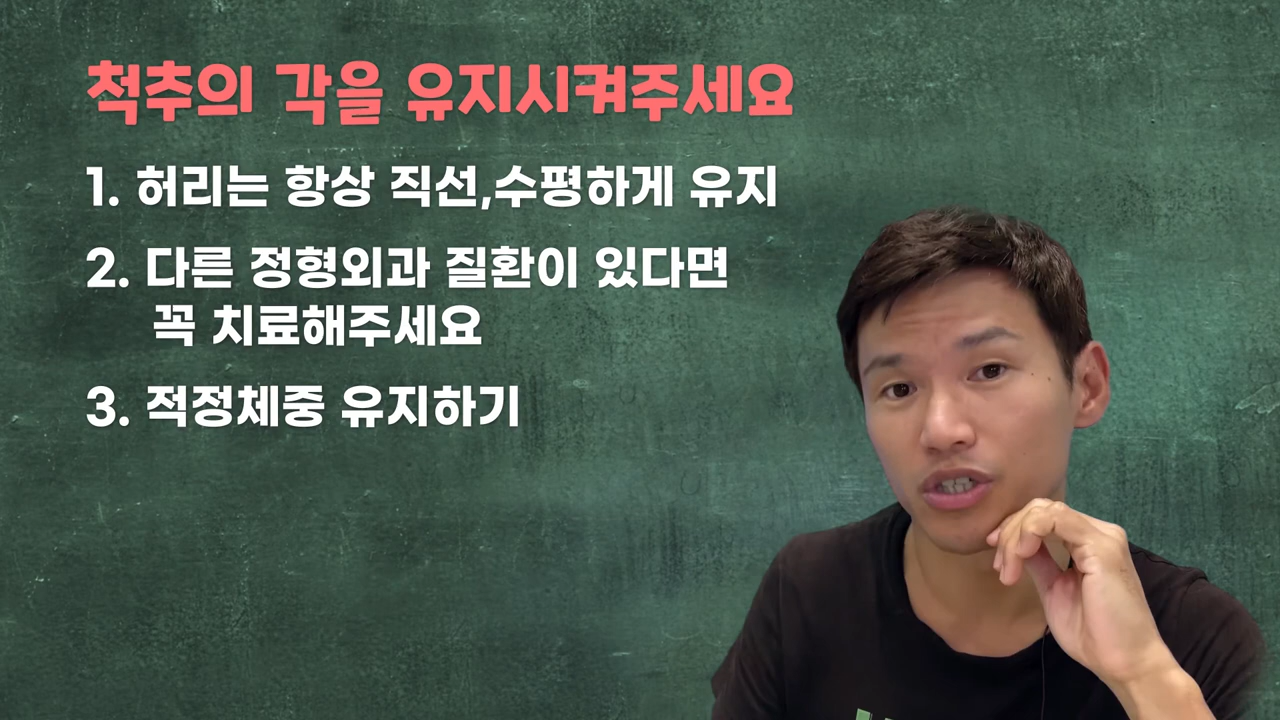 척추의 각을 유지시켜주세요
1. 허리는 항상 직선,수평하게 유지
2. 다른 정형외과 질환이 있다면
꼭 치료해주세요
3. 적정체중 유지하기